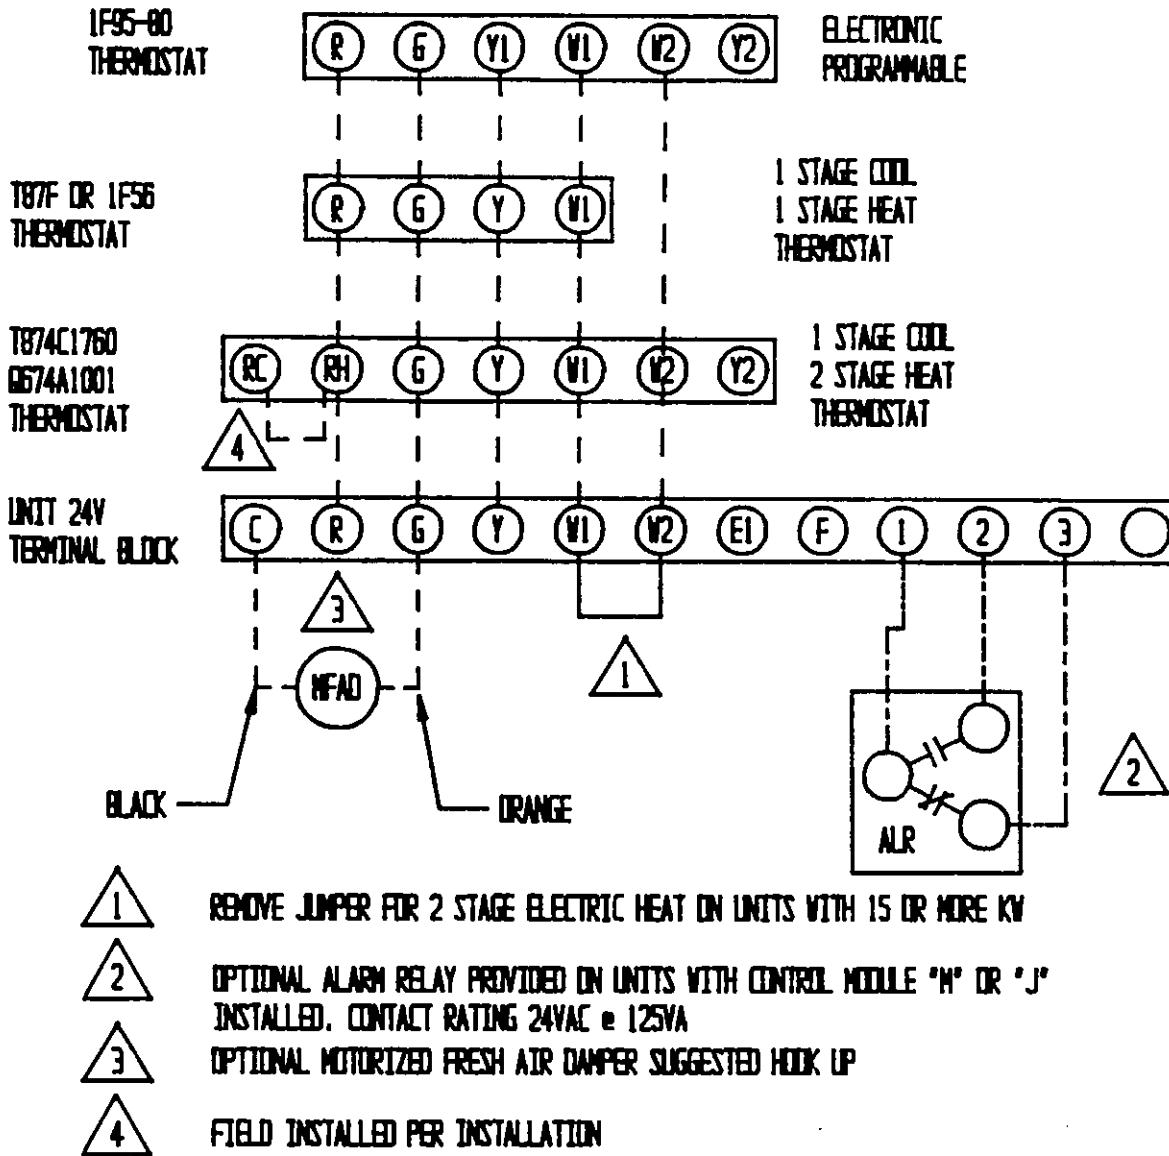 1F95-80
THERMOSTAT
R G Y1 W1 W2 Y2
ELECTRONIC
PROGRAMMABLE
T87F OR 1F56
THERMOSTAT
R G Y W1
1 STAGE COOL
1 STAGE HEAT
THERMOSTAT
T874C1760
Q674A1001
THERMOSTAT
RC RH G Y W1 W2 Y2
1 STAGE COOL
2 STAGE HEAT
THERMOSTAT
4
UNIT 24V
TERMINAL BLOCK
C R G Y W1 W2 E1 F 1 2 3
3
1
MFAD
2
BLACK
ORANGE
ALR
1 REMOVE JUMPER FOR 2 STAGE ELECTRIC HEAT ON UNITS WITH 15 OR MORE KW
2 OPTIONAL ALARM RELAY PROVIDED ON UNITS WITH CONTROL MODULE "M" OR "J"
INSTALLED. CONTACT RATING 24VAC @ 125VA
3 OPTIONAL MOTORIZED FRESH AIR DAMPER SUGGESTED HOOK UP
4 FIELD INSTALLED PER INSTALLATION